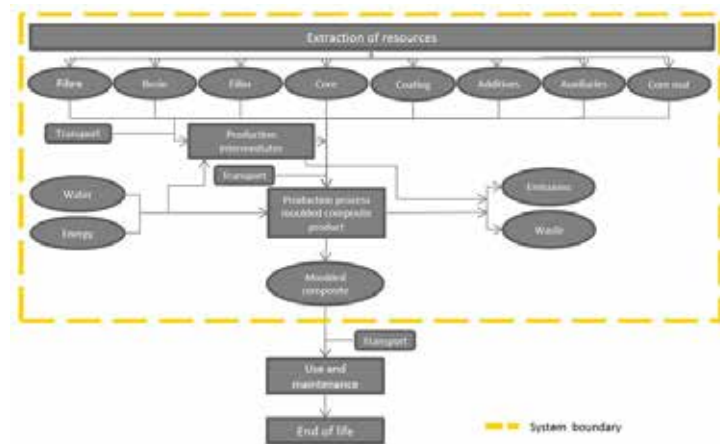 Extraction of resources
Fibre Resin Filler Core Coating Additives Auxiliaries Core mat
Transport
Production
intermediates
Transport
Water
Energy
Production process
moulded composite
product
Emissions
Waste
Moulded
composite
Transport
Use and
maintenance
End of life
System boundary